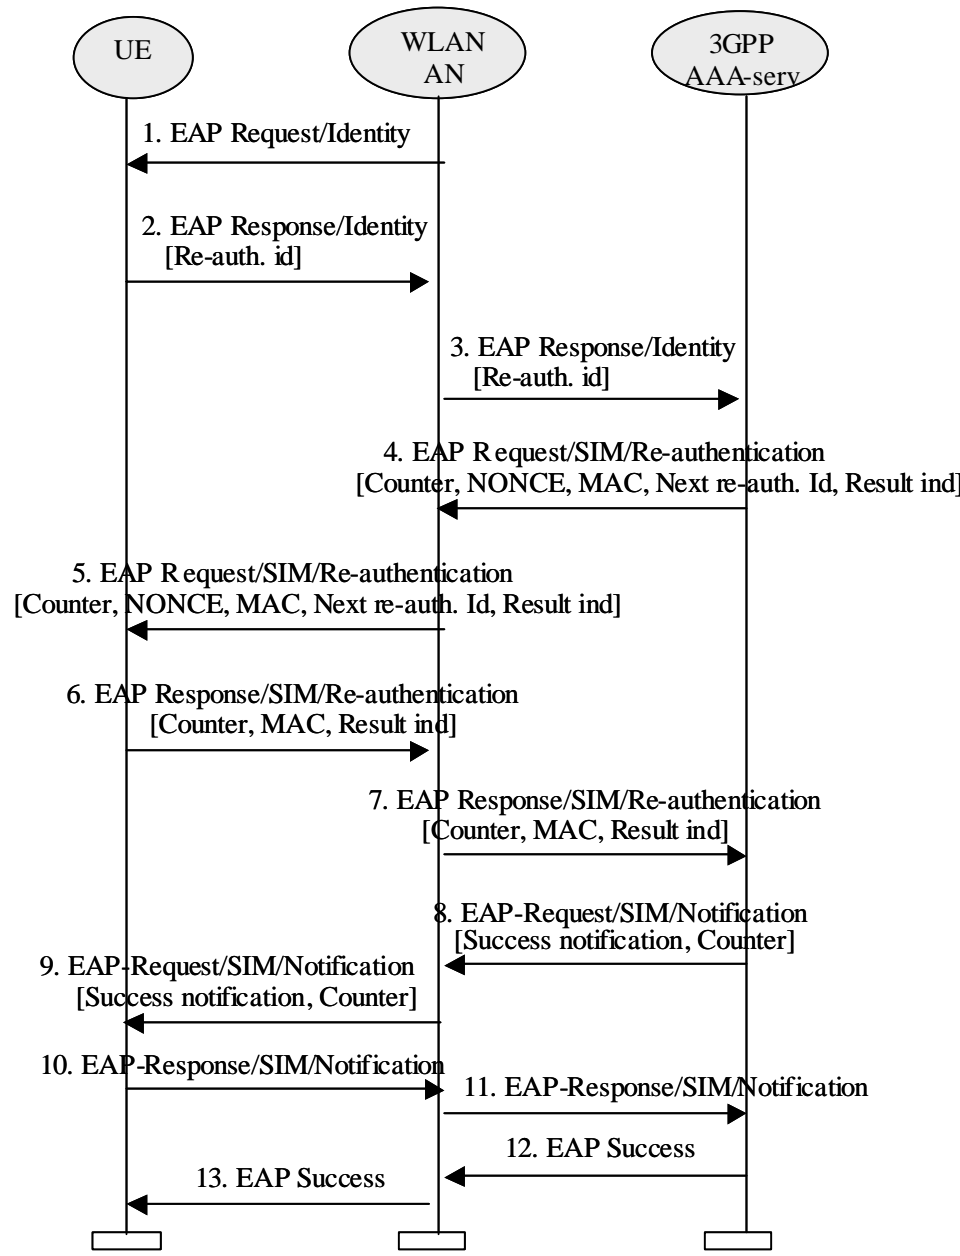 UE
WLAN
AN
3GPP
AAA-serv
1. EAP Request/Identity
2. EAP Response/Identity
[Re-auth. id]
3. EAP Response/Identity
[Re-auth. id]
4. EAP Request/SIM/Re-authentication
[Counter, NONCE, MAC, Next re-auth. Id, Result ind]
5. EAP Request/SIM/Re-authentication
[Counter, NONCE, MAC, Next re-auth. Id, Result ind]
6. EAP Response/SIM/Re-authentication
[Counter, MAC, Result ind]
7. EAP Response/SIM/Re-authentication
[Counter, MAC, Result ind]
8. EAP-Request/SIM/Notification
[Success notification, Counter]
9. EAP-Request/SIM/Notification
[Success notification, Counter]
10. EAP-Response/SIM/Notification
11. EAP-Response/SIM/Notification
12. EAP Success
13. EAP Success